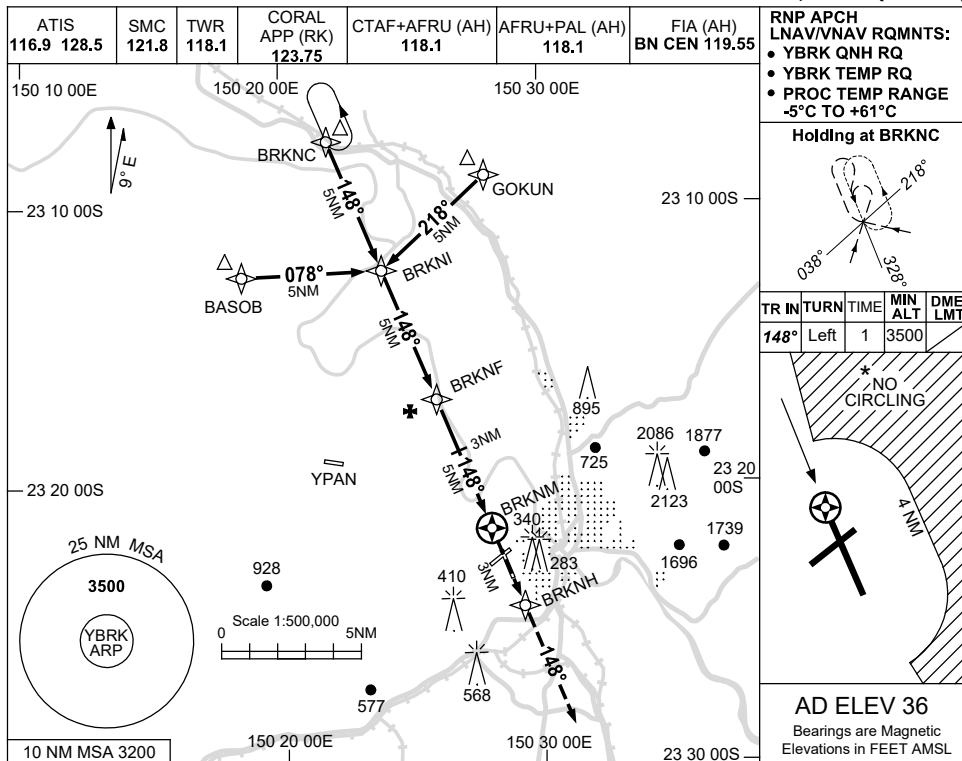 ATIS
116.9 128.5
SMC
121.8
TWR
118.1
CORAL
APP (RK)
123.75
CTAF+AFRU (AH)
118.1
AFRU+PAL (AH)
118.1
FIA (AH)
BN CEN 119.55
RNP APCH
LNAV/VNAV RQMNTS:
• YBRK QNH RQ
• YBRK TEMP RQ
• PROC TEMP RANGE
-5°C TO +61°C
150 10 00E
150 20 00E
150 30 00E
9° E
BRKNC
GOKUN
148°
5NM
218°
5NM
23 10 00S
23 10 00S
BRKNI
078°
5NM
BASOB
148°
5NM
BRKNF
895
3NM
148°
5NM
725
2086
1877
2123
23 20
00S
YPAN
23 20 00S
BRKNM
340
283
1696
1739
3NM
BRKNH
25 NM MSA
3500
YBRK
ARP
928
410
Scale 1:500,000
0
5NM
568
577
148°
10 NM MSA 3200
150 20 00E
150 30 00E
23 30 00S
Holding at BRKNC
218°
038°
328°
TR IN
TURN
TIME
MIN
ALT
DME
LMT
148°
Left
1
3500
*
NO
CIRCLING
4 NM
AD ELEV 36
Bearings are Magnetic
Elevations in FEET AMSL